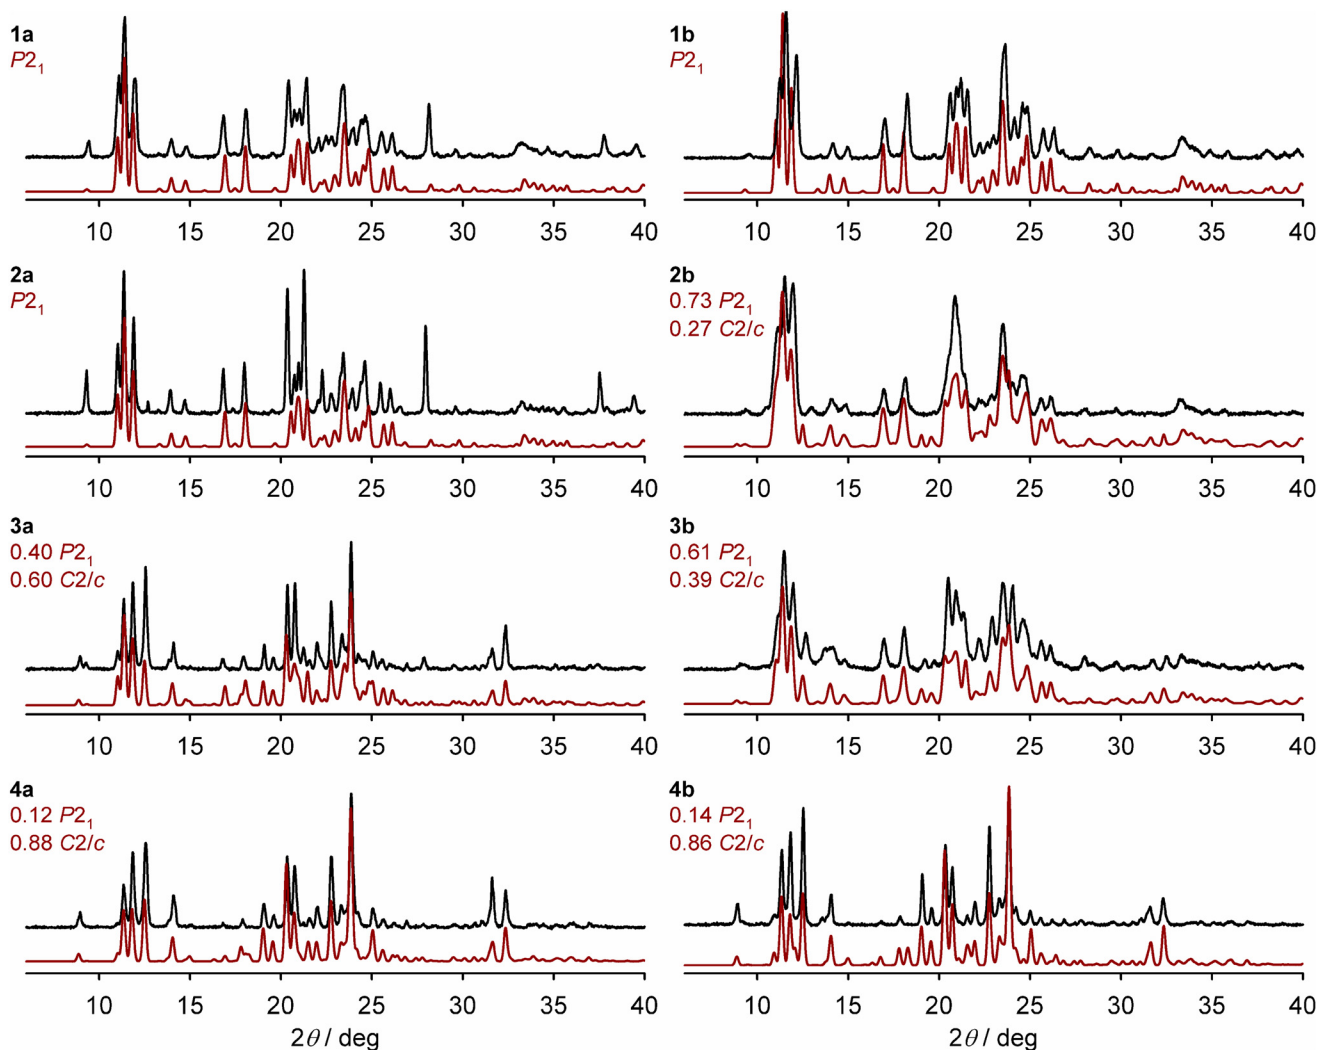 1a
P2₁
10 15 20 25 30 35 40
1b
P2₁
10 15 20 25 30 35 40
2a
P2₁
10 15 20 25 30 35 40
2b
0.73 P2₁
0.27 C2/c
10 15 20 25 30 35 40
3a
0.40 P2₁
0.60 C2/c
10 15 20 25 30 35 40
3b
0.61 P2₁
0.39 C2/c
10 15 20 25 30 35 40
4a
0.12 P2₁
0.88 C2/c
10 15 20 25 30 35 40
2θ / deg
4b
0.14 P2₁
0.86 C2/c
10 15 20 25 30 35 40
2θ / deg